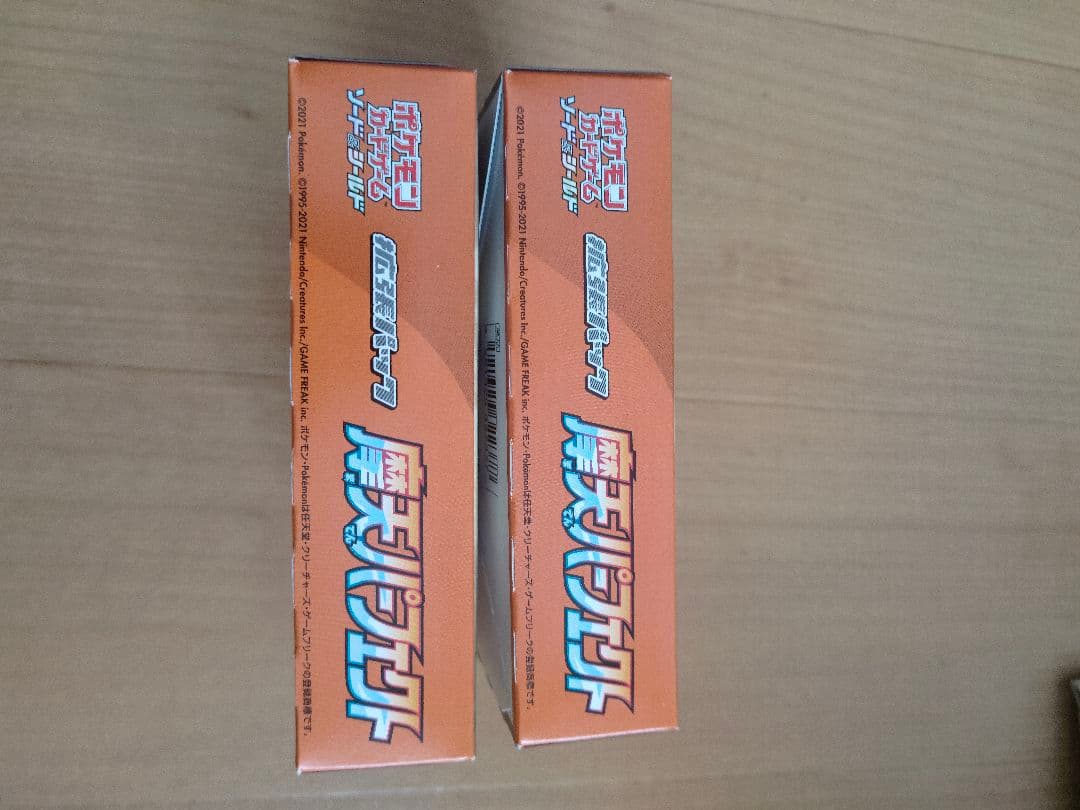 ポケモン
カードゲーム
ソード&シールド
拡張パック
摩天パーフェクト
まてん
©2021 Pokémon. ©1995-2021 Nintendo/Creatures Inc./GAME FREAK inc. ポケモン・Pokémonは任天堂・クリーチャーズ・ゲームフリークの登録商標です。
ポケモン
カードゲーム
ソード&シールド
拡張パック
摩天パーフェクト
まてん
©2021 Pokémon. ©1995-2021 Nintendo/Creatures Inc./GAME FREAK inc. ポケモン・Pokémonは任天堂・クリーチャーズ・ゲームフリークの登録商標です。